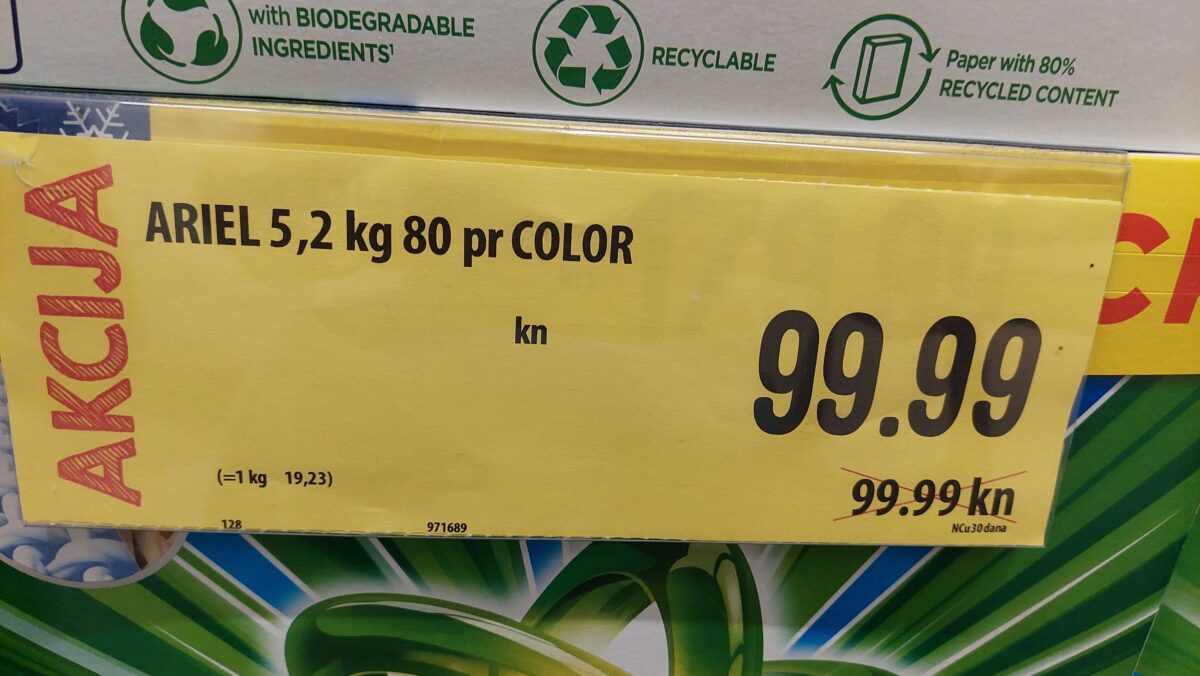 with BIODEGRADABLE
INGREDIENTS¹
RECYCLABLE
Paper with 80%
RECYCLED CONTENT
AKCIJA
ARIEL 5,2 kg 80 pr COLOR
kn
99.99
(=1 kg 19,23)
99.99 kn
NCu30dana
128
971689